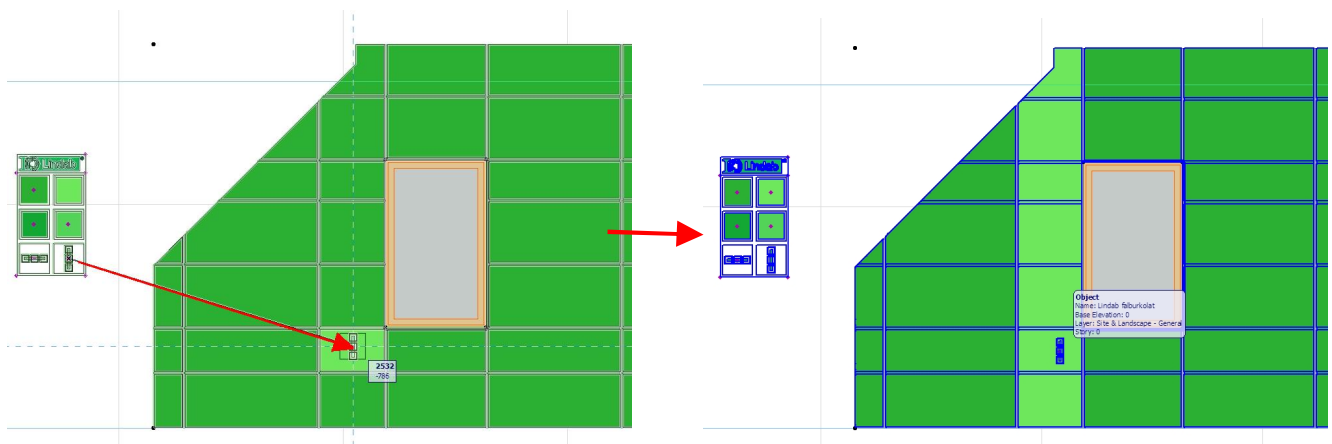 Lindab
2532
-786
Lindab
Object
Name: Lindab falburkolat
Base Elevation: 0
Layer: Site & Landscape - General
Story: 0